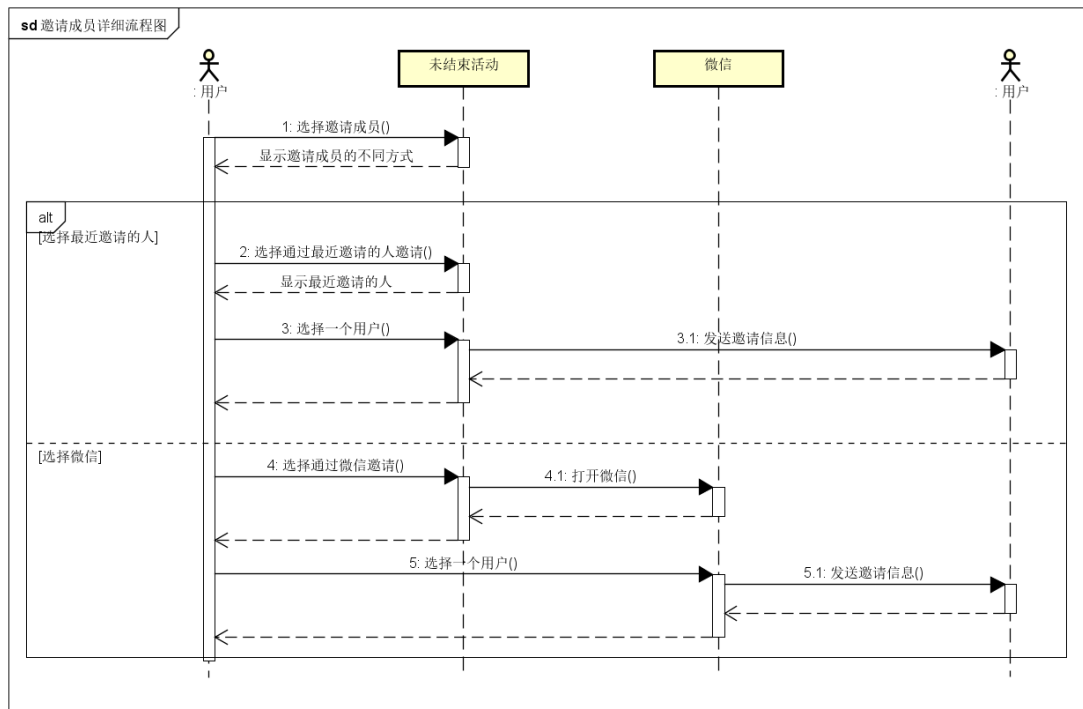 sd 邀请成员详细流程图
: 用户
未结束活动
微信
: 用户
1: 选择邀请成员()
显示邀请成员的不同方式
alt
[选择最近邀请的人]
2: 选择通过最近邀请的人邀请()
显示最近邀请的人
3: 选择一个用户()
3.1: 发送邀请信息()
[选择微信]
4: 选择通过微信邀请()
4.1: 打开微信()
5: 选择一个用户()
5.1: 发送邀请信息()